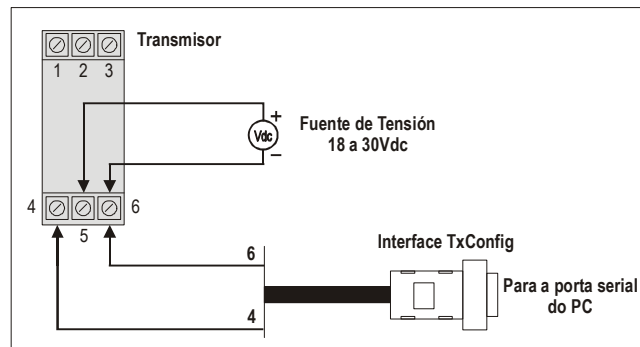 Transmisor
1 2 3
+
Vdc
–
Fuente de Tensión
18 a 30Vdc
4 6
5
Interface TxConfig
6
Para a porta serial
do PC
4